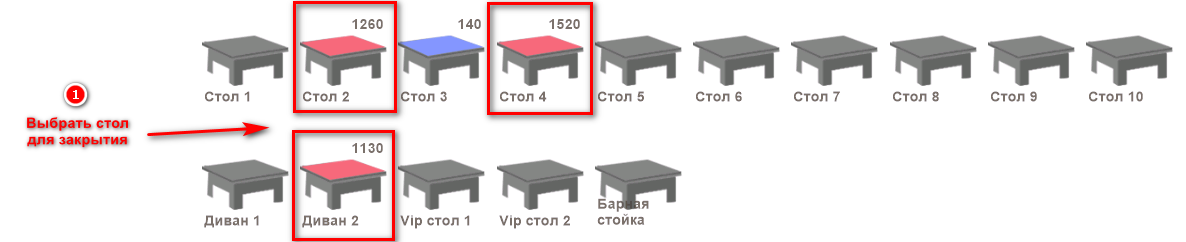 1260 140 1520
Стол 1 Стол 2 Стол 3 Стол 4 Стол 5 Стол 6 Стол 7 Стол 8 Стол 9 Стол 10
1
Выбрать стол
для закрытия
1130
Диван 1 Диван 2 Vip стол 1 Vip стол 2 Барная
стойка